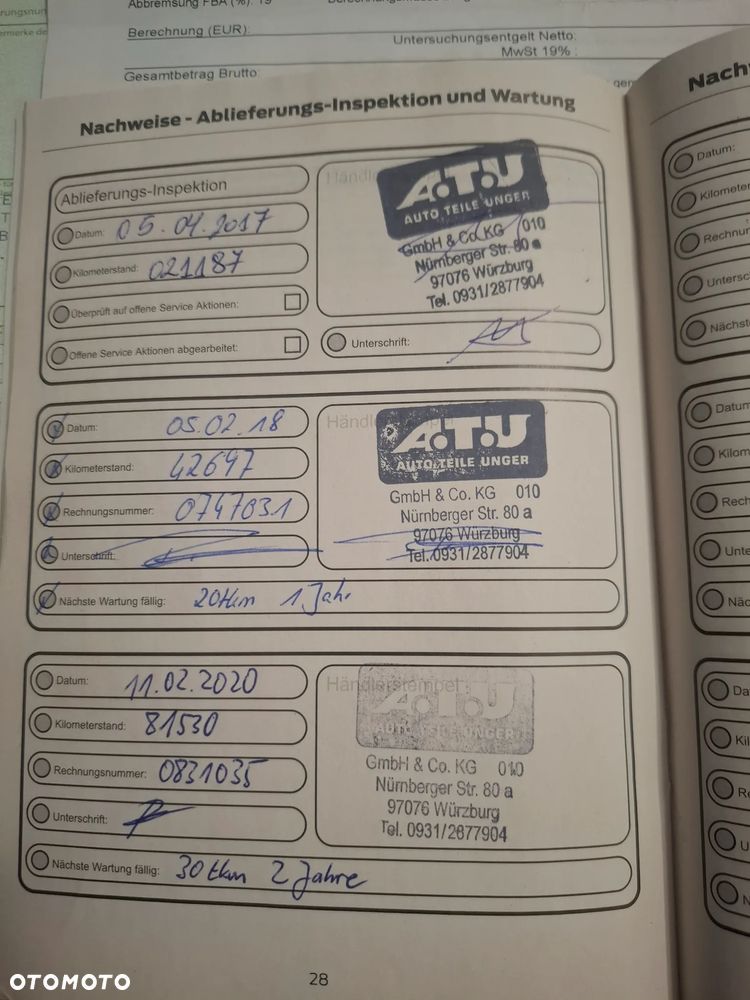 Abbremsung FBA (%): 19
Berechnung (EUR):
Untersuchungsentgelt Netto:
MwSt 19% :
Gesamtbetrag Brutto:
Nachweise - Ablieferungs-Inspektion und Wartung
Ablieferungs-Inspektion
Datum: 05.04.2017
Kilometerstand: 021187
Überprüft auf offene Service Aktionen:
Offene Service Aktionen abgearbeitet:
A.T.U
AUTO TEILE UNGER
GmbH & Co. KG 010
Nürnberger Str. 80 a
97076 Würzburg
Tel. 0931/2877904
Unterschrift:
Datum: 05.02.18
Kilometerstand: 42697
Rechnungsnummer: 0747031
Unterschrift:
Nächste Wartung fällig: 20tkm 1 Jahr
Händlerstempel
A.T.U
AUTO TEILE UNGER
GmbH & Co. KG 010
Nürnberger Str. 80 a
97076 Würzburg
Tel. 0931/2877904
Datum: 11.02.2020
Kilometerstand: 81530
Rechnungsnummer: 0831035
Unterschrift:
Nächste Wartung fällig: 30tkm 2 Jahre
Händlerstempel
A.T.U
AUTO TEILE UNGER
GmbH & Co. KG 010
Nürnberger Str. 80 a
97076 Würzburg
Tel. 0931/2877904
28
Datum:
OTOMOTO